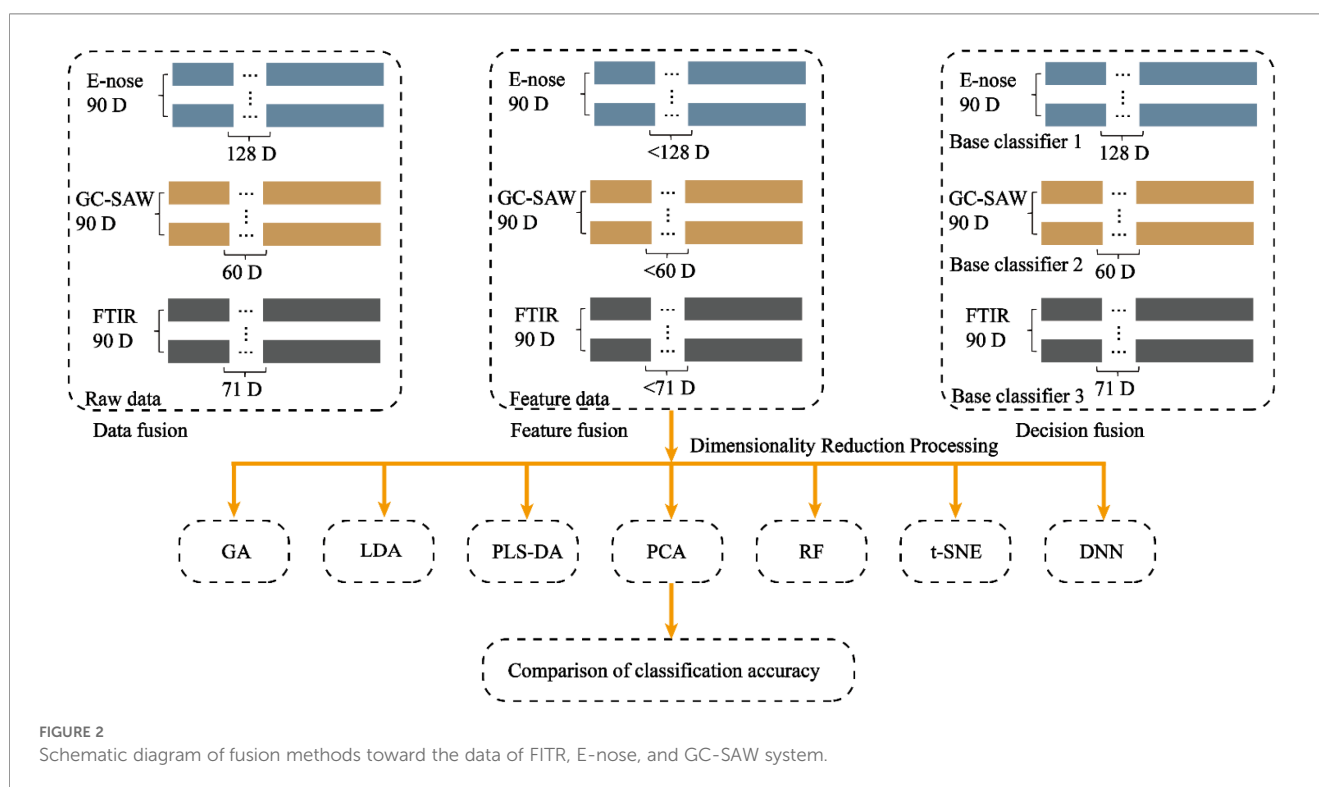 E-nose
90 D
128 D
GC-SAW
90 D
60 D
FTIR
90 D
71 D
Raw data
Data fusion
E-nose
90 D
<128 D
GC-SAW
90 D
<60 D
FTIR
90 D
<71 D
Feature data
Feature fusion
E-nose
90 D
Base classifier 1
128 D
GC-SAW
90 D
Base classifier 2
60 D
FTIR
90 D
71 D
Base classifier 3
Decision fusion
Dimensionality Reduction Processing
GA
LDA
PLS-DA
PCA
RF
t-SNE
DNN
Comparison of classification accuracy
FIGURE 2
Schematic diagram of fusion methods toward the data of FITR, E-nose, and GC-SAW system.